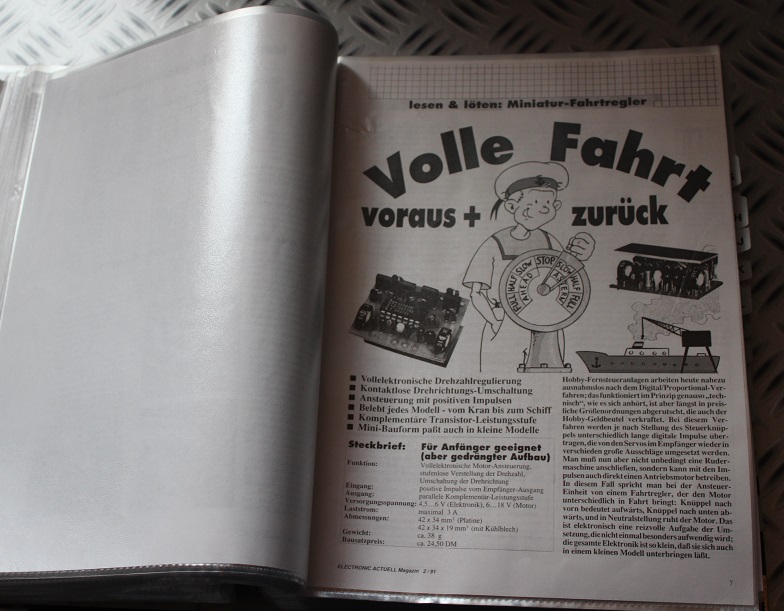 lesen & löten: Miniatur-Fahrtregler
Volle Fahrt
voraus + zurück
FULL HALF SLOW STOP SLOW HALF FULL
AHEAD ASTERN
■ Vollelektronische Drehzahlregulierung
■ Kontaktlose Drehrichtungs-Umschaltung
■ Ansteuerung mit positiven Impulsen
■ Belebt jedes Modell - vom Kran bis zum Schiff
■ Komplementäre Transistor-Leistungsstufe
■ Mini-Bauform paßt auch in kleine Modelle
Steckbrief: Für Anfänger geeignet
(aber gedrängter Aufbau)
Funktion: Vollelektronische Motor-Ansteuerung,
stufenlose Verstellung der Drehzahl,
Umschaltung der Drehrichtung
Eingang: positive Impulse vom Empfänger-Ausgang
Ausgang: parallele Komplementär-Leistungsstufe
Versorgungsspannung: 4,5...6 V (Elektronik), 6...18 V (Motor)
Laststrom: maximal 3 A
Abmessungen: 42 x 34 mm² (Platine)
42 x 34 x 19 mm³ (mit Kühlblech)
Gewicht: ca. 38 g
Bausatzpreis: ca. 24,50 DM
Hobby-Fernsteueranlagen arbeiten heute nahezu
ausnahmslos nach dem Digital/Proportional-Ver-
fahren; das funktioniert im Prinzip genauso „tech-
nisch", wie es sich anhört, ist aber längst in preis-
liche Größenordnungen abgerutscht, die auch der
Hobby-Geldbeutel verkraftet. Bei diesem Ver-
fahren werden je nach Stellung des Steuerknüp-
pels unterschiedlich lange digitale Impulse über-
tragen, die von den Servos im Empfänger wieder in
verschieden große Ausschläge umgesetzt werden.
Man muß nun aber nicht unbedingt eine Ruder-
maschine anschließen, sondern kann mit den Im-
pulsen auch direkt einen Antriebsmotor betreiben.
In diesem Fall spricht man bei der Ansteuer-
Einheit von einem Fahrtregler, der den Motor
unterschiedlich in Fahrt bringt: Knüppel nach
vorn bedeutet aufwärts, Knüppel nach unten ab-
wärts, und in Neutralstellung ruht der Motor. Das
ist elektronisch eine reizvolle Aufgabe der Um-
setzung, die nicht einmal besonders aufwendig wird;
die gesamte Elektronik ist so klein, daß sie sich auch
in einem kleinen Modell unterbringen läßt.
ELECTRONIC ACTUELL Magazin 2/91
7